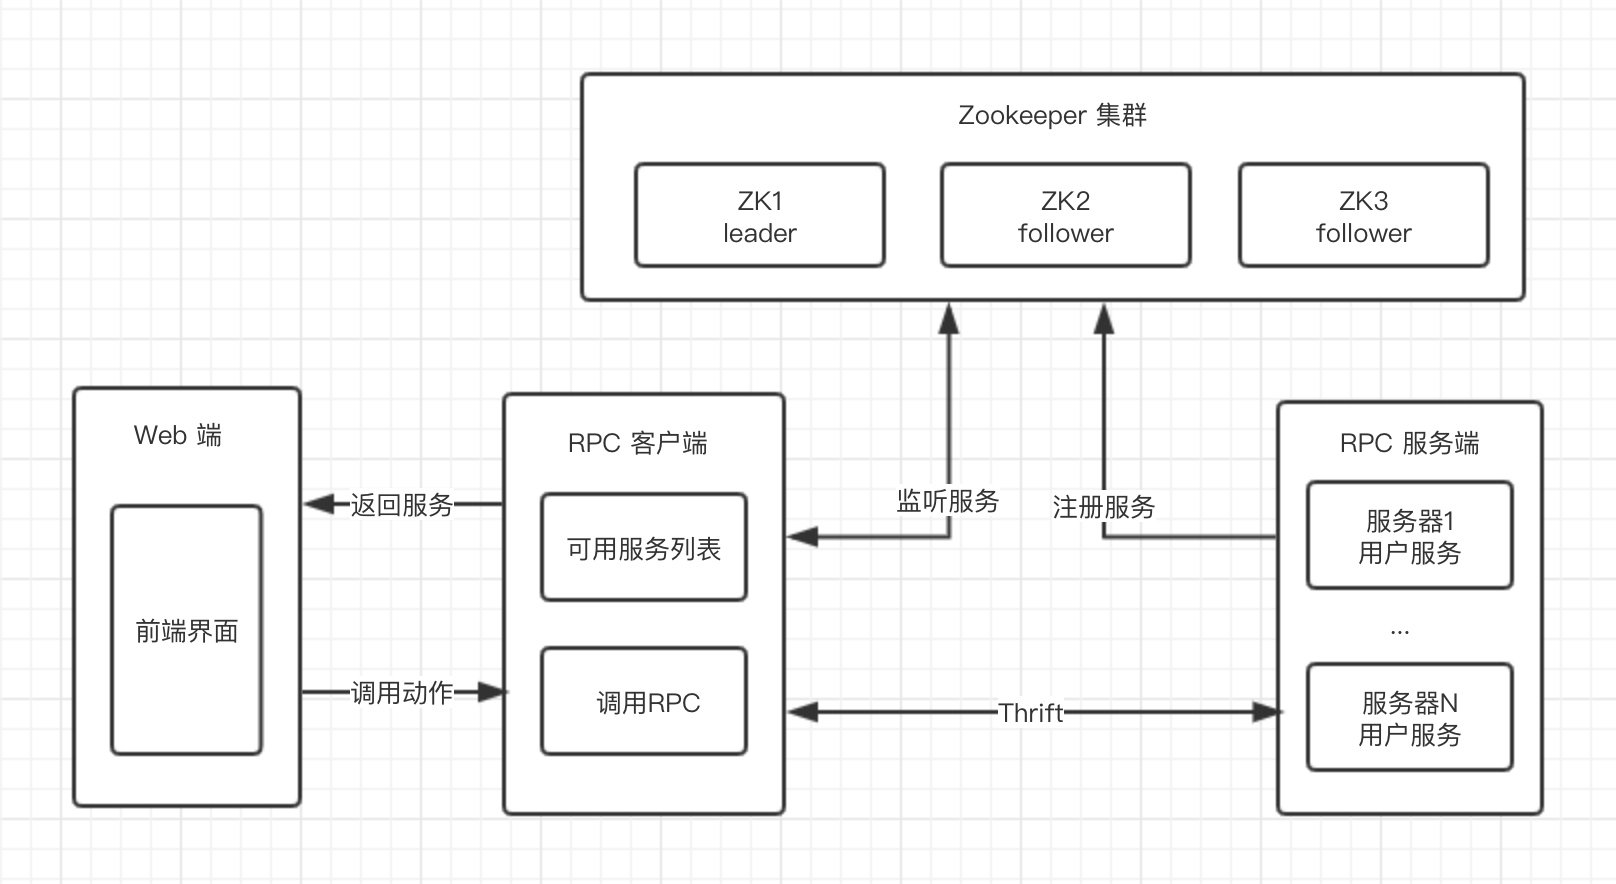 Zookeeper 集群
ZK1
leader
ZK2
follower
ZK3
follower
Web 端
前端界面
返回服务
调用动作
RPC 客户端
可用服务列表
调用RPC
监听服务
注册服务
Thrift
RPC 服务端
服务器1
用户服务
...
服务器N
用户服务